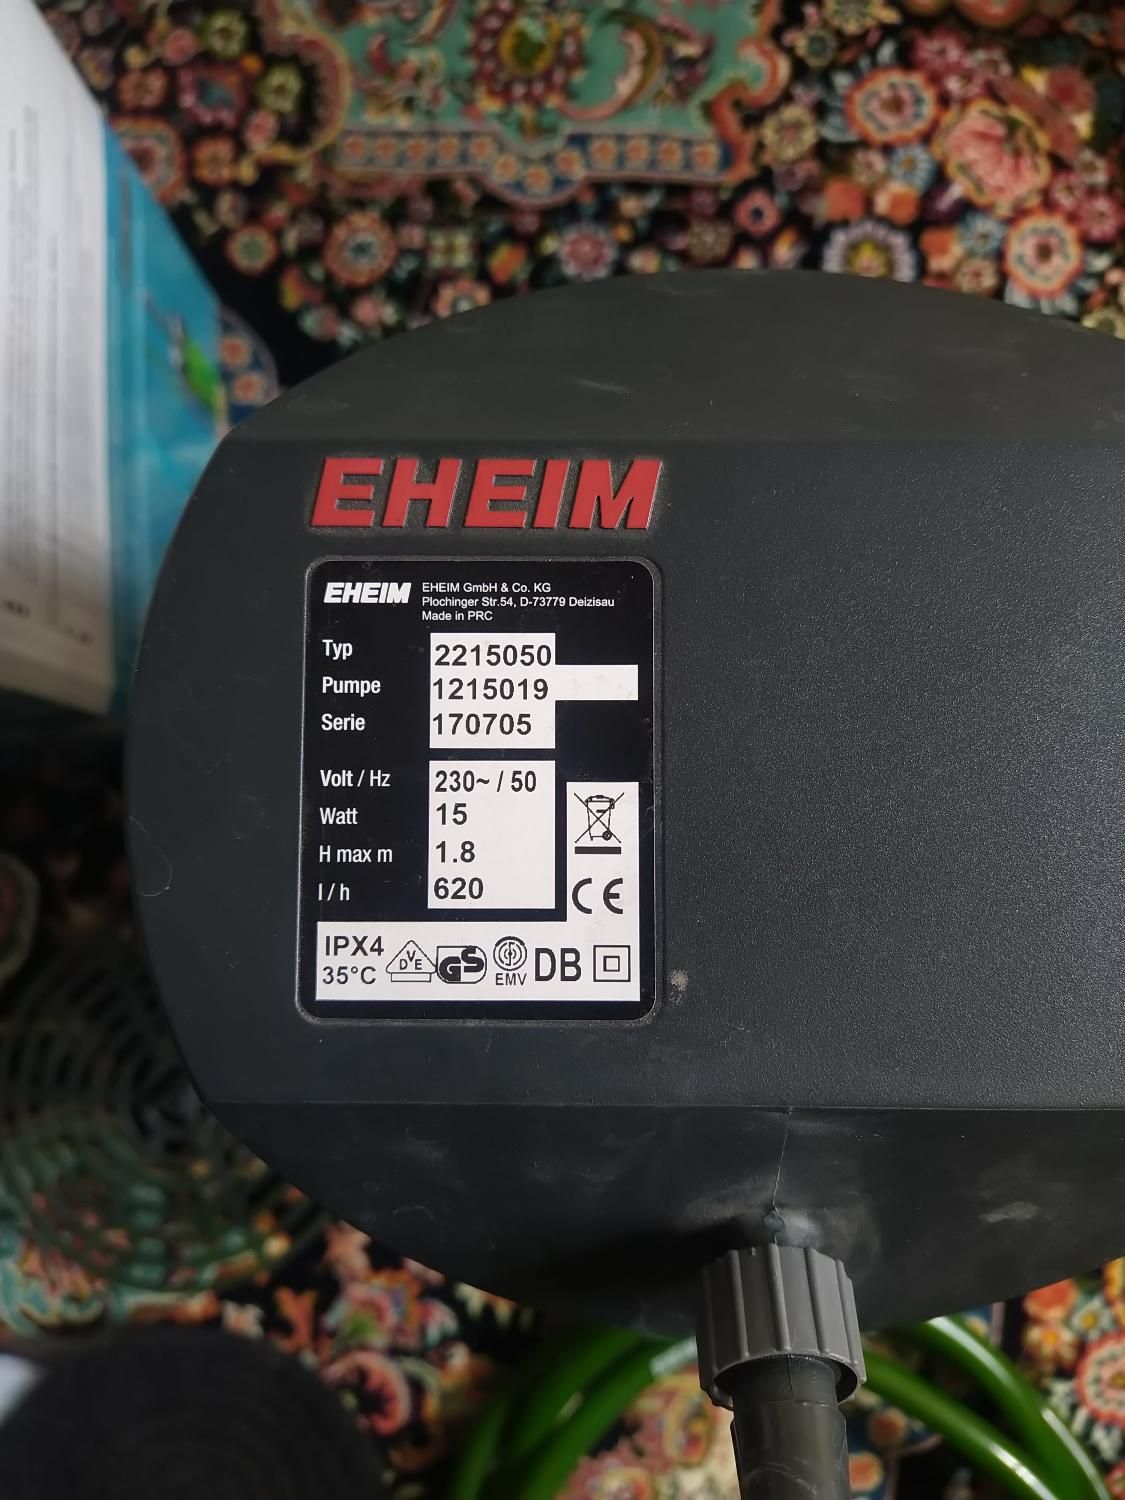 EHEIM
EHEIM EHEIM GmbH & Co. KG
Plochinger Str.54, D-73779 Deizisau
Made in PRC
Typ 2215050
Pumpe 1215019
Serie 170705
Volt / Hz 230~ / 50
Watt 15
H max m 1.8
l / h 620
CE
IPX4
35°C
VDE
GS
EMV
DB